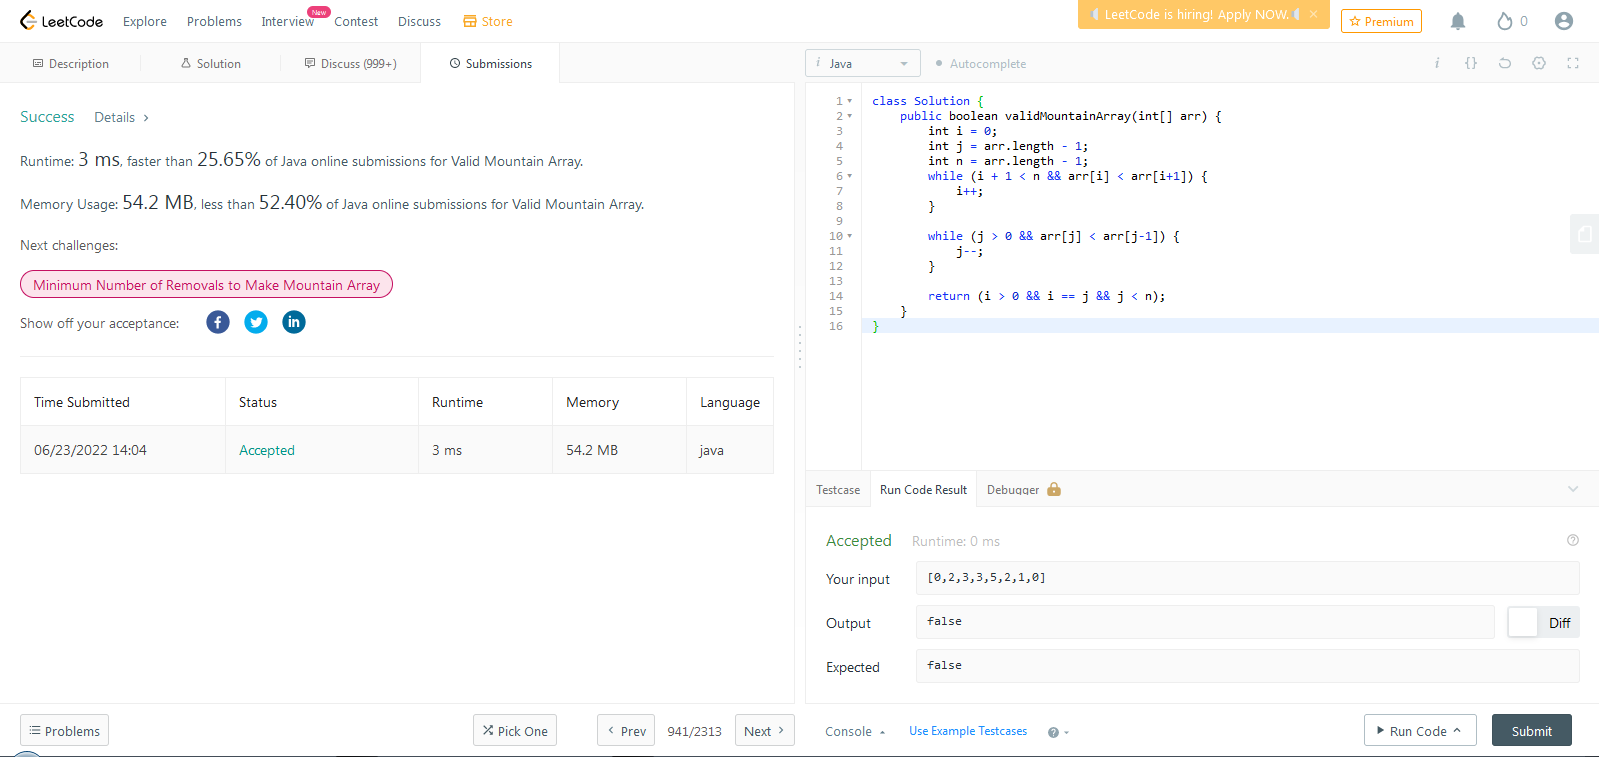 LeetCode Explore Problems Interview New Contest Discuss Store LeetCode is hiring! Apply NOW. × Premium 0
Description Solution Discuss (999+) Submissions
Success Details >
Runtime: 3 ms, faster than 25.65% of Java online submissions for Valid Mountain Array.
Memory Usage: 54.2 MB, less than 52.40% of Java online submissions for Valid Mountain Array.
Next challenges:
Minimum Number of Removals to Make Mountain Array
Show off your acceptance:
Time Submitted Status Runtime Memory Language
06/23/2022 14:04 Accepted 3 ms 54.2 MB java
Problems Pick One < Prev 941/2313 Next >
i Java Autocomplete i {}
1 class Solution {
2 public boolean validMountainArray(int[] arr) {
3 int i = 0;
4 int j = arr.length - 1;
5 int n = arr.length - 1;
6 while (i + 1 < n && arr[i] < arr[i+1]) {
7 i++;
8 }
9
10 while (j > 0 && arr[j] < arr[j-1]) {
11 j--;
12 }
13
14 return (i > 0 && i == j && j < n);
15 }
16 }
Testcase Run Code Result Debugger
Accepted Runtime: 0 ms
Your input [0,2,3,3,5,2,1,0]
Output false Diff
Expected false
Console Use Example Testcases ? Run Code Submit